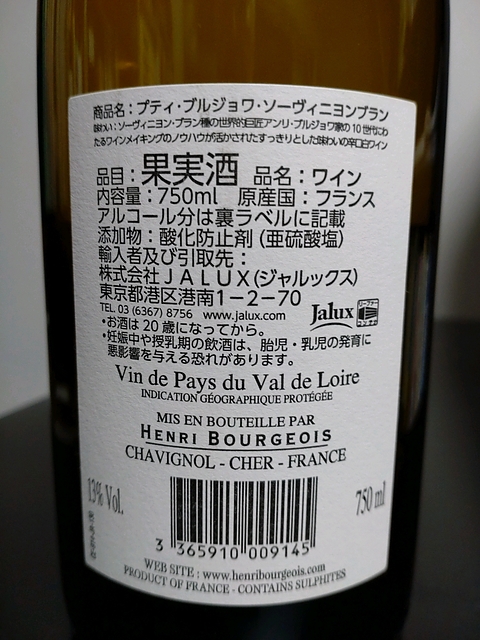 商品名：プティ・ブルジョワ・ソーヴィニヨンブラン
味わい：ソーヴィニヨン・ブラン種の世界的巨匠アンリ・ブルジョワ家の10世代にわ
たるワインメイキングのノウハウが活かされたすっきりとした味わいの辛口白ワイン
品目：果実酒 品名：ワイン
内容量：750ml 原産国：フランス
アルコール分は裏ラベルに記載
添加物：酸化防止剤（亜硫酸塩）
輸入者及び引取先：
株式会社ＪＡＬＵＸ（ジャルックス）
東京都港区港南1－2－70
TEL 03 (6367) 8756 www.jalux.com
Jalux
・お酒は20歳になってから。
・妊娠中や授乳期の飲酒は、胎児・乳児の発育に
悪影響を与える恐れがあります。
Vin de Pays du Val de Loire
INDICATION GÉOGRAPHIQUE PROTÉGÉE
MIS EN BOUTEILLE PAR
HENRI BOURGEOIS
CHAVIGNOL - CHER - FRANCE
13% Vol.
750 ml
3 365910 009145
WEB SITE : www.henribourgeois.com
PRODUCT OF FRANCE - CONTAINS SULPHITES